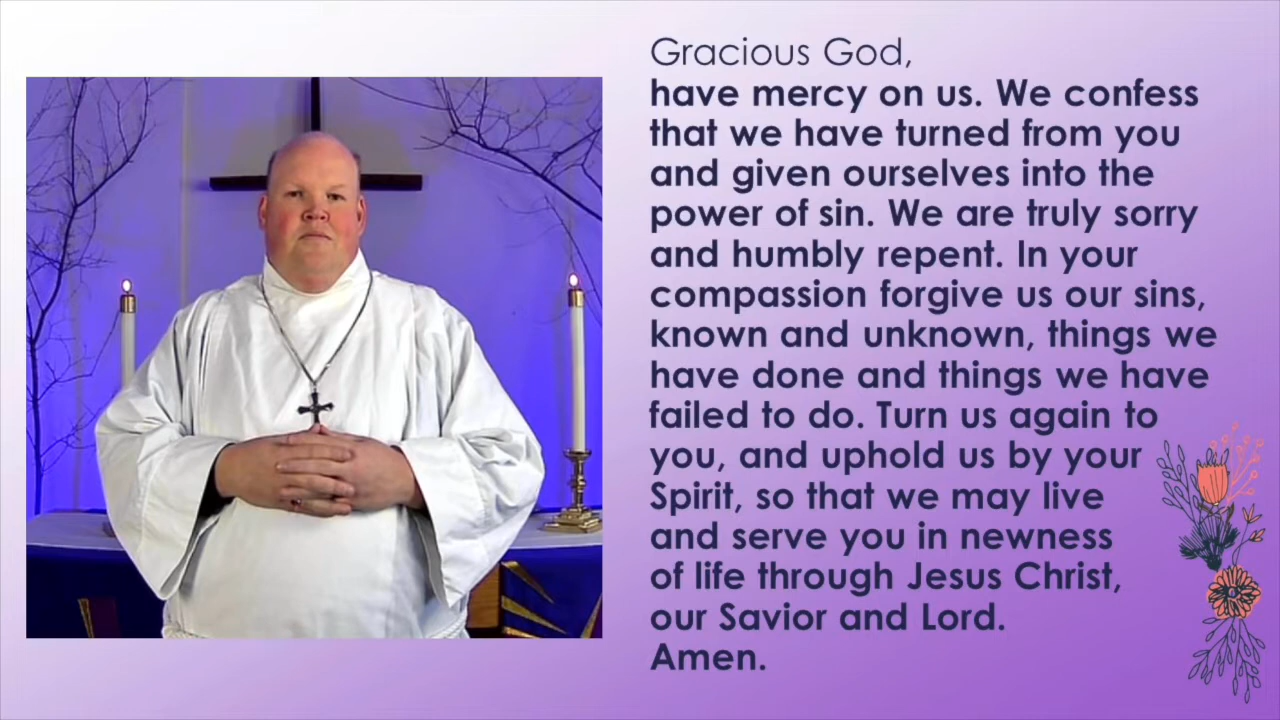 Gracious God,
have mercy on us. We confess
that we have turned from you
and given ourselves into the
power of sin. We are truly sorry
and humbly repent. In your
compassion forgive us our sins,
known and unknown, things we
have done and things we have
failed to do. Turn us again to
you, and uphold us by your
Spirit, so that we may live
and serve you in newness
of life through Jesus Christ,
our Savior and Lord.
Amen.